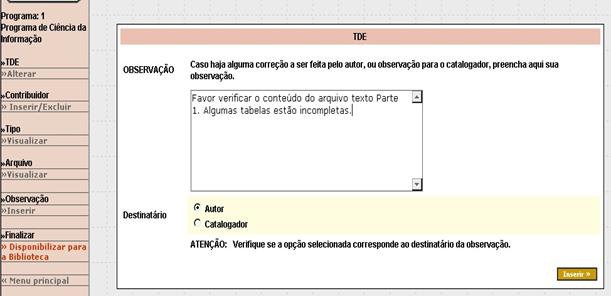 Programa: 1
Programa de Ciência da
Informação
»TDE
»Alterar
»Contribuidor
» Inserir/Excluir
»Tipo
»Visualizar
»Arquivo
»Visualizar
»Observação
»Inserir
»Finalizar
» Disponibilizar para
a Biblioteca
« Menu principal
TDE
OBSERVAÇÃO
Caso haja alguma correção a ser feita pelo autor, ou observação para o catalogador, preencha aqui sua
observação.
Favor verificar o conteúdo do arquivo texto Parte
1. Algumas tabelas estão incompletas.
Destinatário
Autor
Catalogador
ATENÇÃO: Verifique se a opção selecionada corresponde ao destinatário da observação.
Inserir »